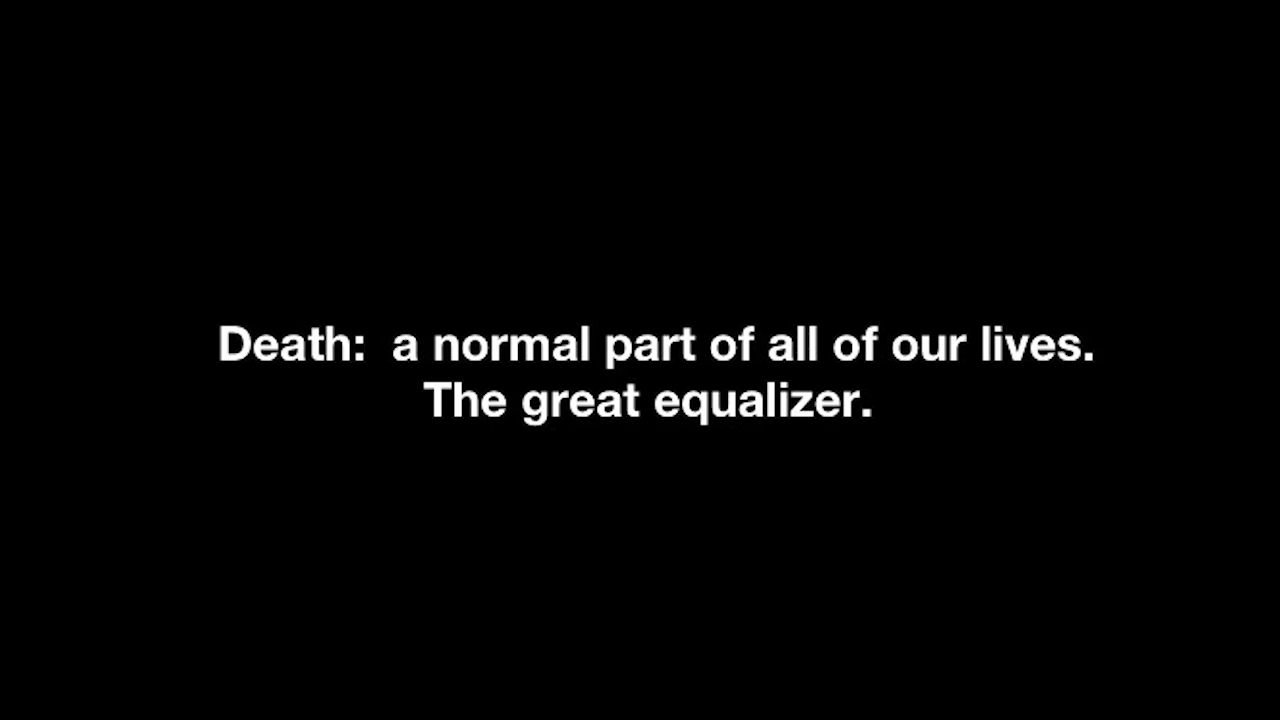 Death:  a normal part of all of our lives.
The great equalizer.